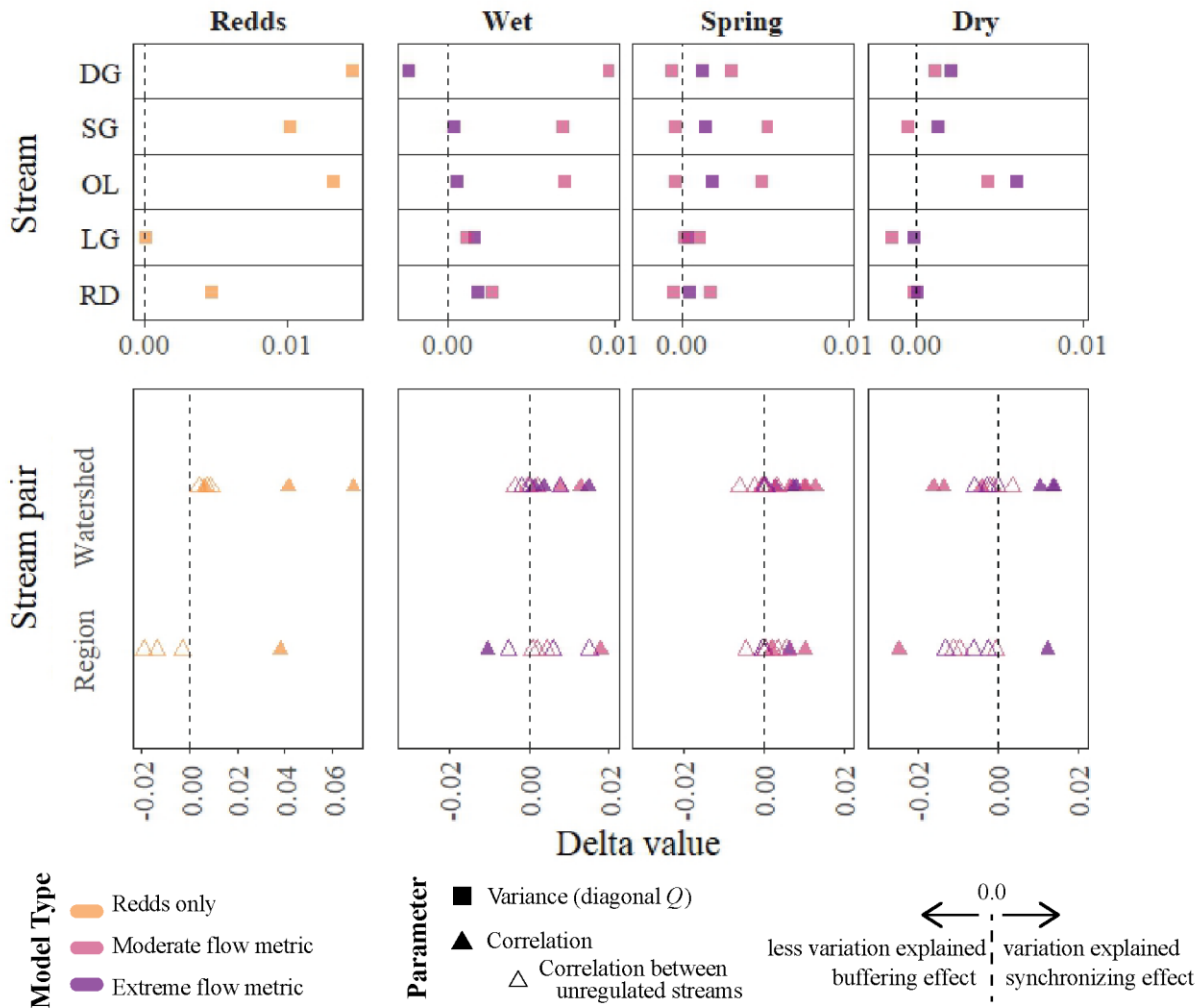 Redds Wet Spring Dry
Stream
DG
SG
OL
LG
RD
0.00 0.01 0.00 0.01 0.00 0.01 0.00 0.01
Stream pair
Watershed
Region
-0.02 0.00 0.02 0.04 0.06 -0.02 0.00 0.02 -0.02 0.00 0.02 -0.02 0.00 0.02
Delta value
Model Type
Redds only
Moderate flow metric
Extreme flow metric
Parameter
Variance (diagonal Q)
Correlation
Correlation between
unregulated streams
0.0
less variation explained variation explained
buffering effect synchronizing effect